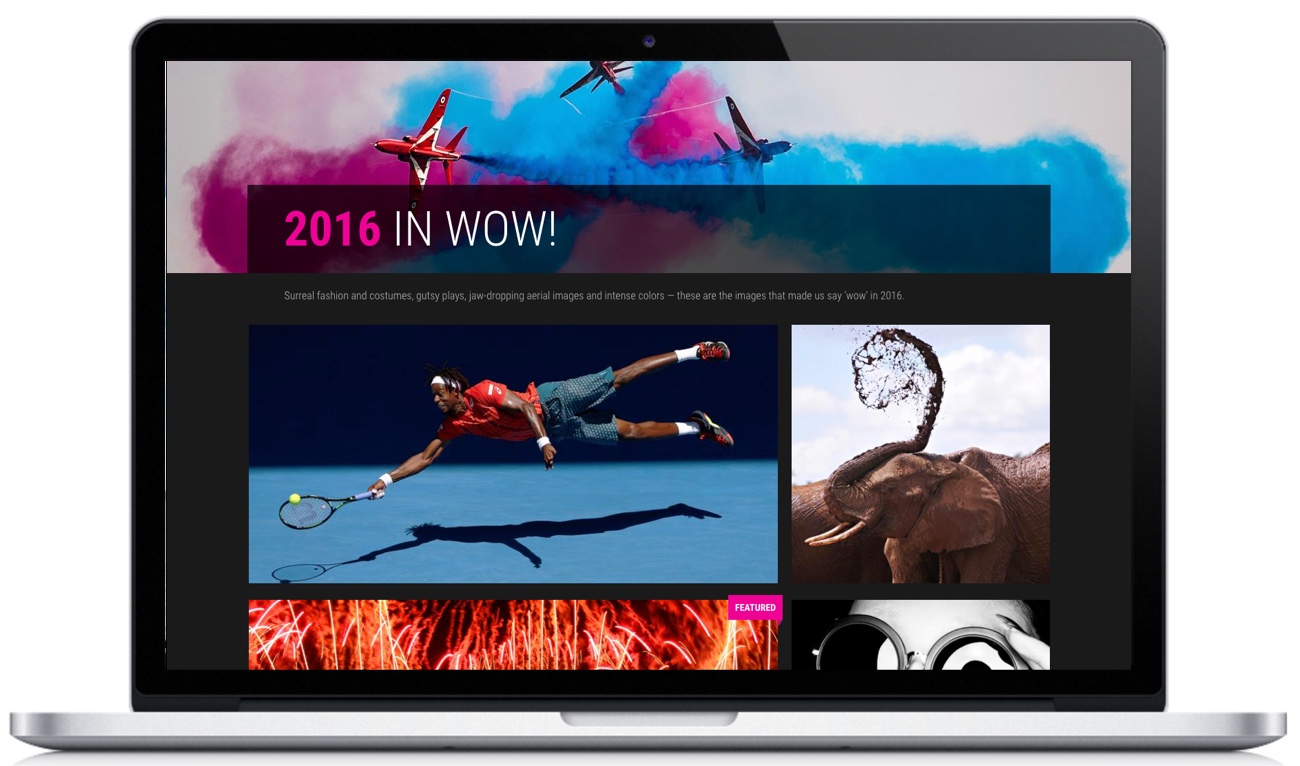 2016 IN WOW!
Surreal fashion and costumes, gutsy plays, jaw-dropping aerial images and intense colors — these are the images that made us say 'wow' in 2016.
FEATURED